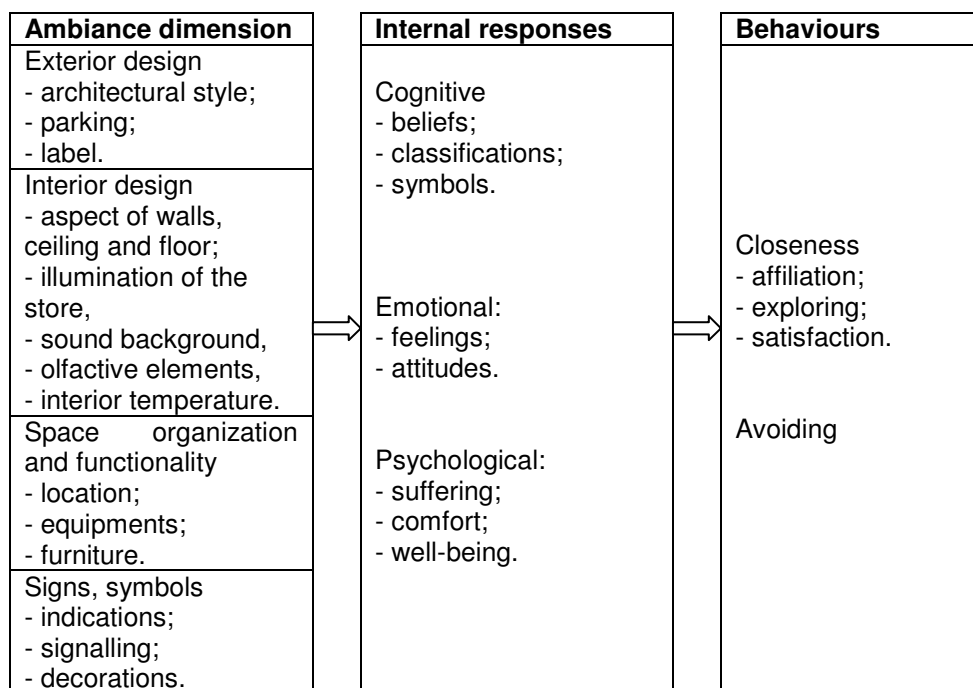 Ambiance dimension
Exterior design
- architectural style;
- parking;
- label.
Interior design
- aspect of walls,
ceiling and floor;
- illumination of the
store,
- sound background,
- olfactive elements,
- interior temperature.
Space organization
and functionality
- location;
- equipments;
- furniture.
Signs, symbols
- indications;
- signalling;
- decorations.
Internal responses
Cognitive
- beliefs;
- classifications;
- symbols.
Emotional:
- feelings;
- attitudes.
Psychological:
- suffering;
- comfort;
- well-being.
Behaviours
Closeness
- affiliation;
- exploring;
- satisfaction.
Avoiding